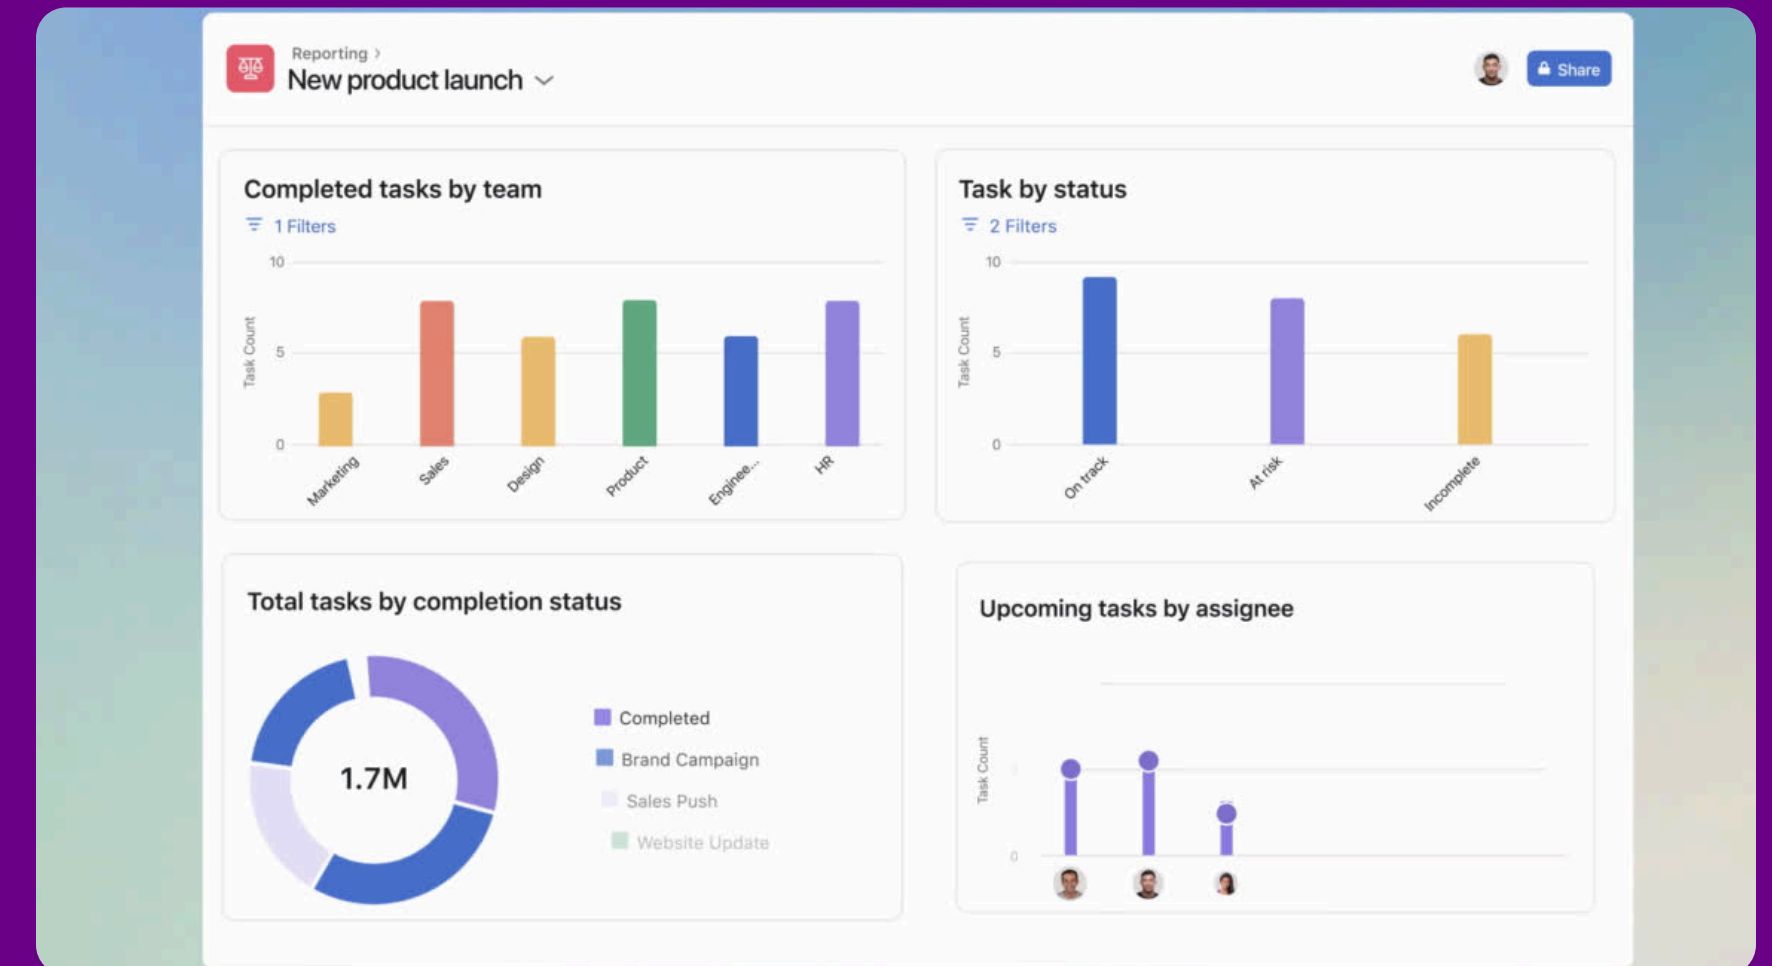 Reporting >
New product launch
Share
Completed tasks by team
1 Filters
10
5
0
Task Count
Marketing
Sales
Design
Product
Enginee...
HR
Task by status
2 Filters
10
5
0
Task Count
On track
At risk
Incomplete
Total tasks by completion status
1.7M
Completed
Brand Campaign
Sales Push
Website Update
Upcoming tasks by assignee
Task Count
0